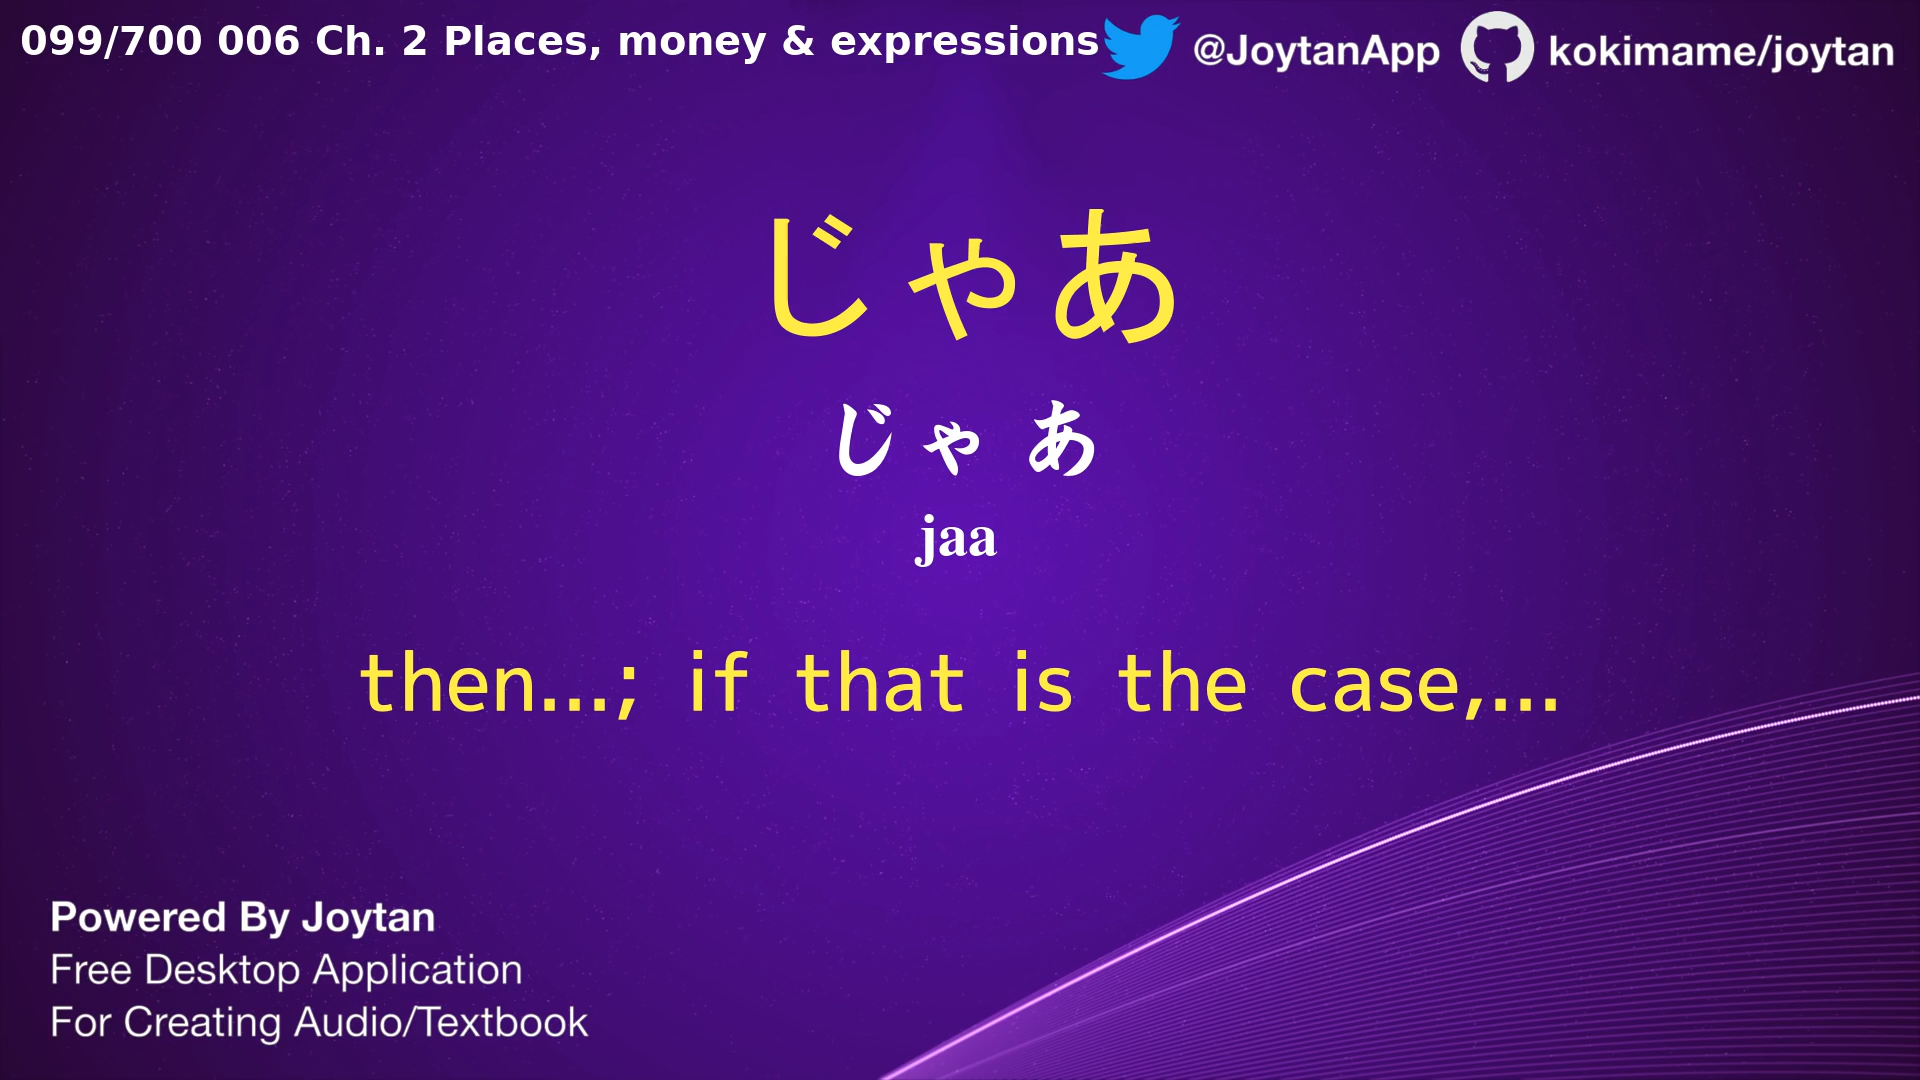 099/700 006 Ch. 2 Places, money & expressions @JoytanApp kokimame/joytan
じゃあ
じゃ あ
jaa
then...; if that is the case,...
Powered By Joytan
Free Desktop Application
For Creating Audio/Textbook